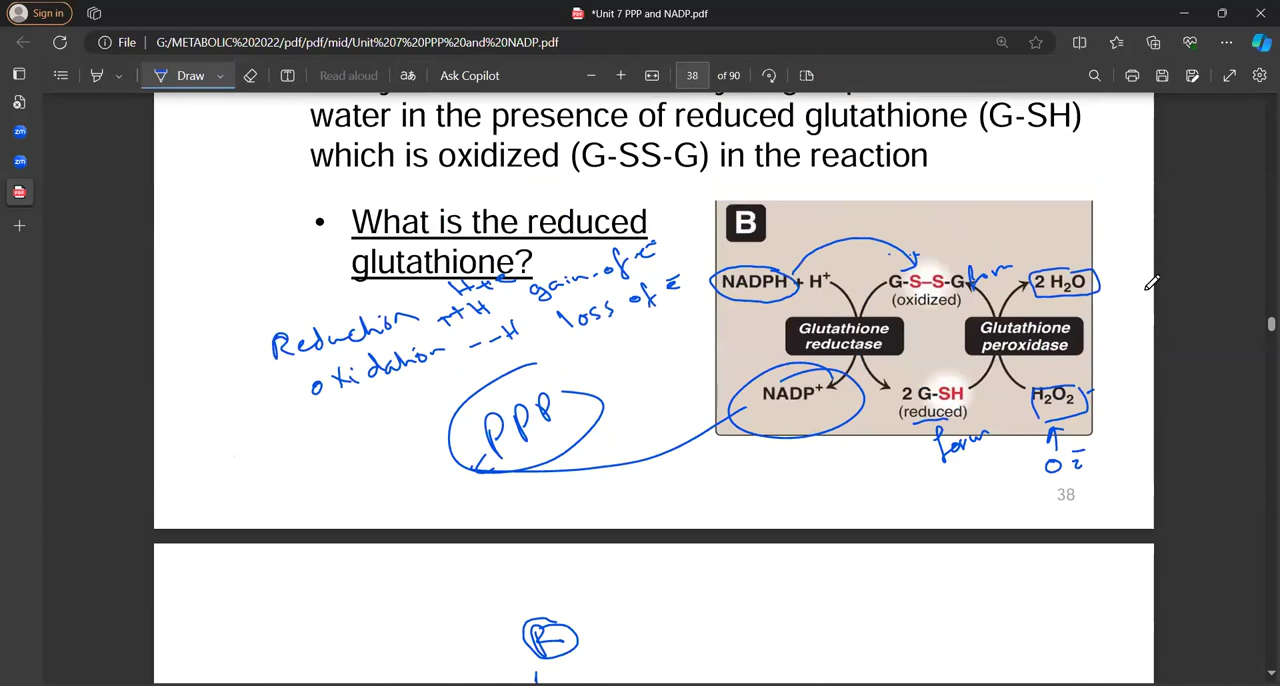 Sign in
*Unit 7 PPP and NADP.pdf
File
G:/METABOLIC%202022/pdf/pdf/mid/Unit%207%20PPP%20and%20NADP.pdf
Draw
Read aloud
aあ
Ask Copilot
38 of 90
water in the presence of reduced glutathione (G-SH)
which is oxidized (G-SS-G) in the reaction
• What is the reduced
glutathione?
Reduction +H gain of e-
oxidation - -H loss of e-
PPP
B
NADPH + H+
G-S–S-G
form
2 H2O
(oxidized)
Glutathione
reductase
Glutathione
peroxidase
NADP+
2 G-SH
H2O2
(reduced)
form
38